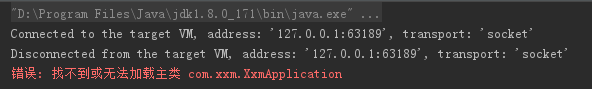 "D:\Program Files\Java\jdk1.8.0_171\bin\java.exe" ...
Connected to the target VM, address: '127.0.0.1:63189', transport: 'socket'
Disconnected from the target VM, address: '127.0.0.1:63189', transport: 'socket'
错误: 找不到或无法加载主类 com.xxm.XxmApplication